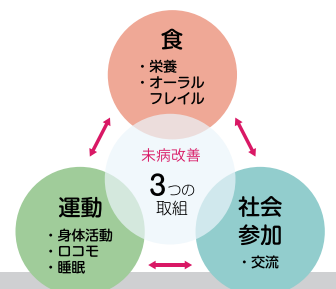 食
・栄養
・オーラル
フレイル
未病改善
3つの
取組
運動
・身体活動
・ロコモ
・睡眠
社会
参加
・交流